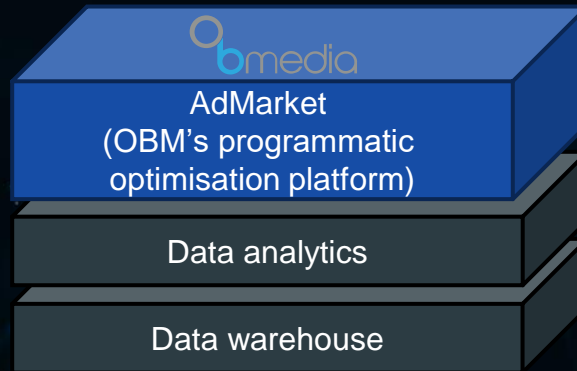 obmedia
AdMarket
(OBM's programmatic
optimisation platform)
Data analytics
Data warehouse